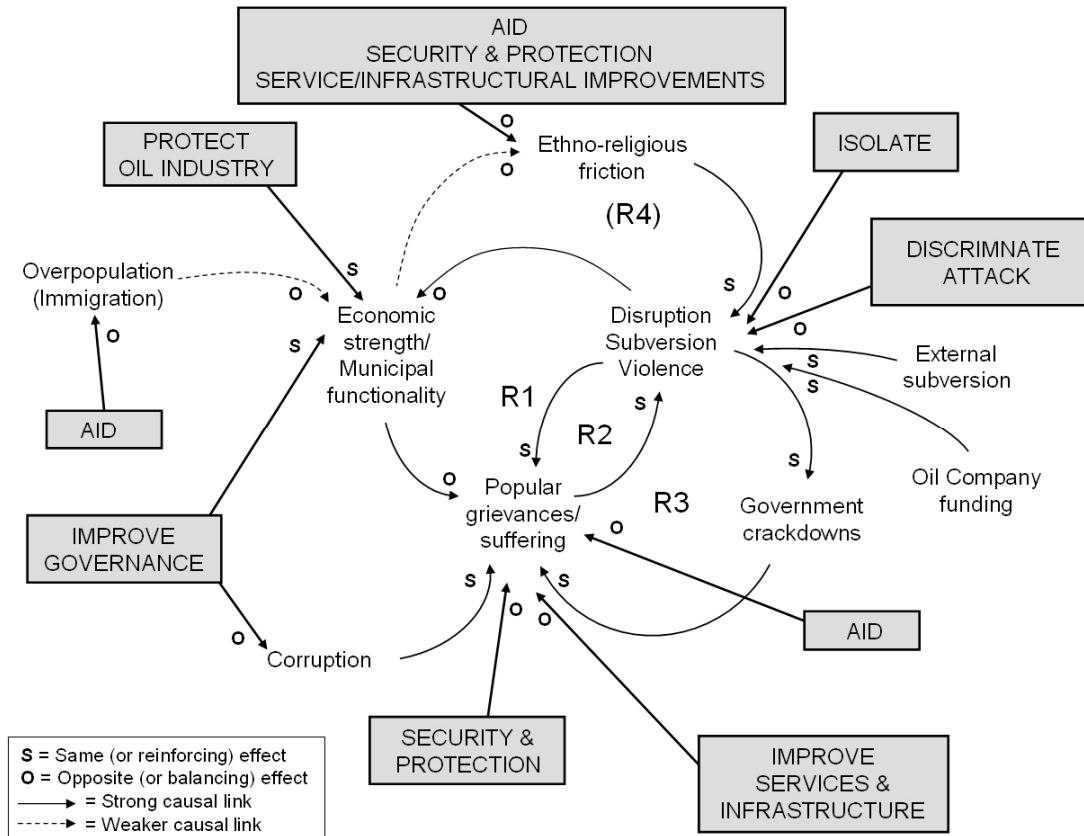 AID
SECURITY & PROTECTION
SERVICE/INFRASTRUCTURAL IMPROVEMENTS
PROTECT
OIL INDUSTRY
O
Ethno-religious
friction
O
ISOLATE
(R4)
DISCRIMNATE
ATTACK
Overpopulation
(Immigration)
O
S
O
S
O
Economic
strength/
Municipal
functionality
S
O
Disruption
Subversion
Violence
O
O
S
S
External
subversion
O
AID
R1
S
R2
S
S
Oil Company
funding
O
Popular
grievances/
suffering
R3
O
Government
crackdowns
IMPROVE
GOVERNANCE
S
S
O
O
O
Corruption
AID
SECURITY &
PROTECTION
IMPROVE
SERVICES &
INFRASTRUCTURE
S = Same (or reinforcing) effect
O = Opposite (or balancing) effect
= Strong causal link
= Weaker causal link